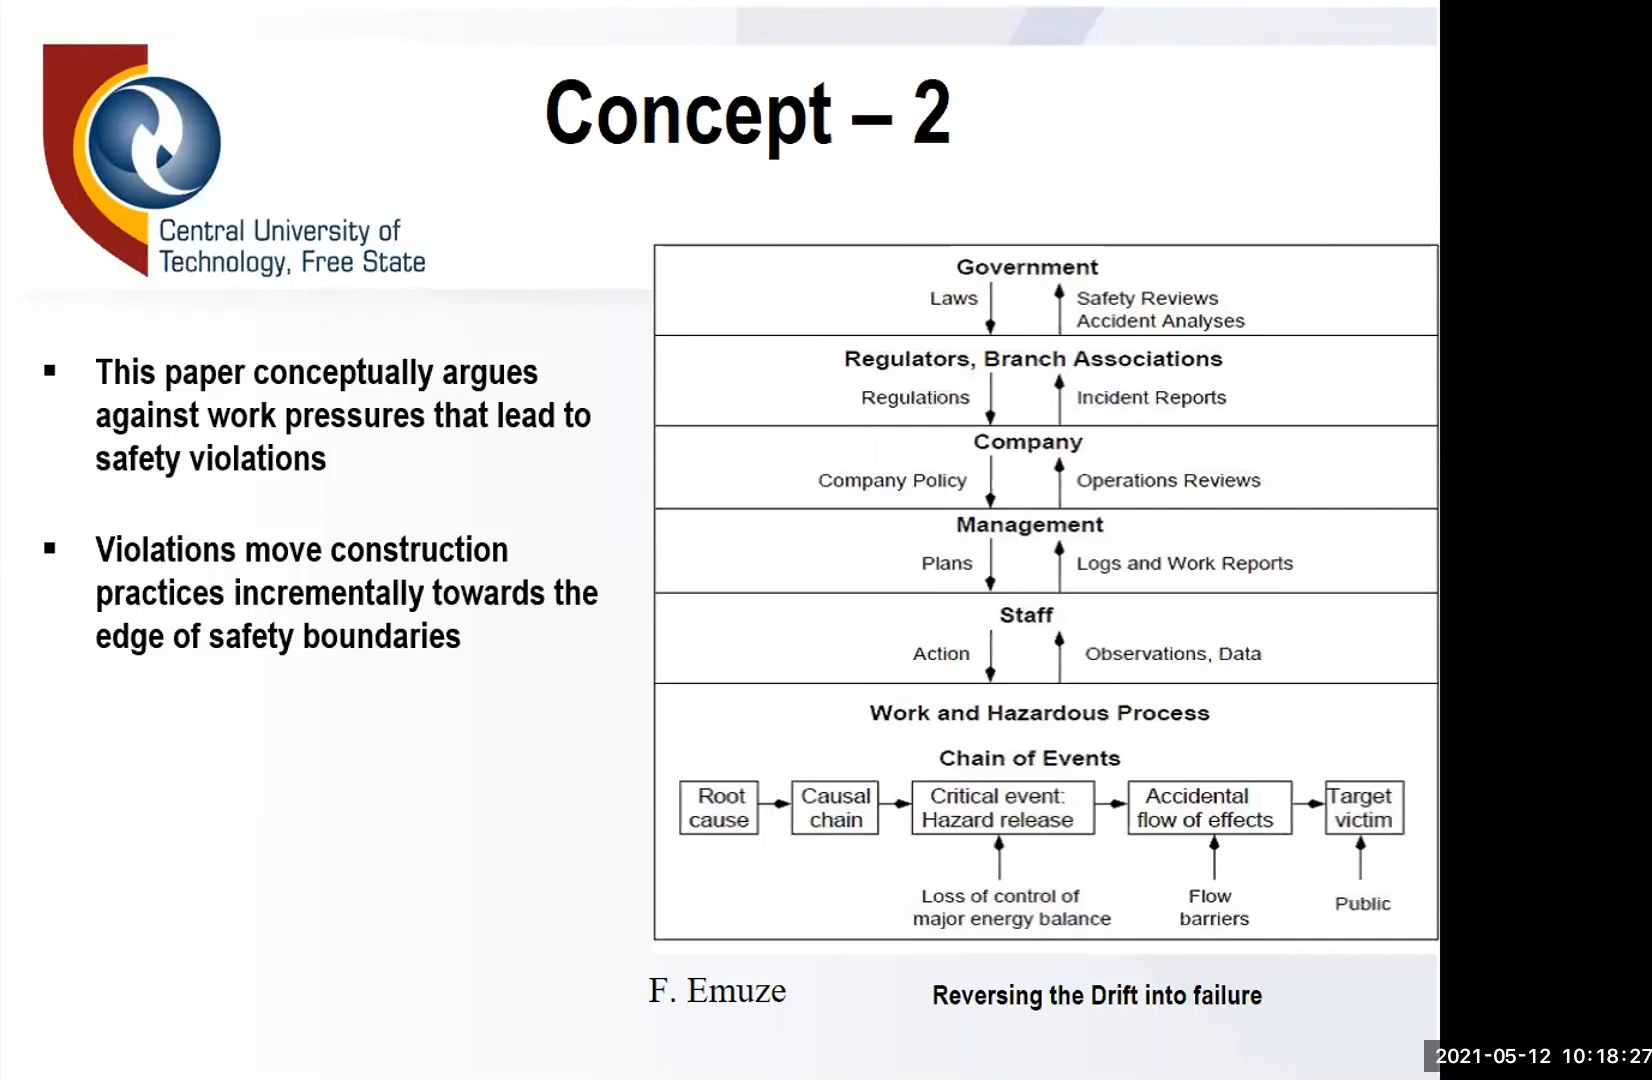 Concept – 2
Central University of
Technology, Free State
▪ This paper conceptually argues
against work pressures that lead to
safety violations
▪ Violations move construction
practices incrementally towards the
edge of safety boundaries
Government
Laws
Safety Reviews
Accident Analyses
Regulators, Branch Associations
Regulations
Incident Reports
Company
Company Policy
Operations Reviews
Management
Plans
Logs and Work Reports
Staff
Action
Observations, Data
Work and Hazardous Process
Chain of Events
Root
cause
Causal
chain
Critical event:
Hazard release
Accidental
flow of effects
Target
victim
Loss of control of
major energy balance
Flow
barriers
Public
F. Emuze
Reversing the Drift into failure
2021-05-12 10:18:27